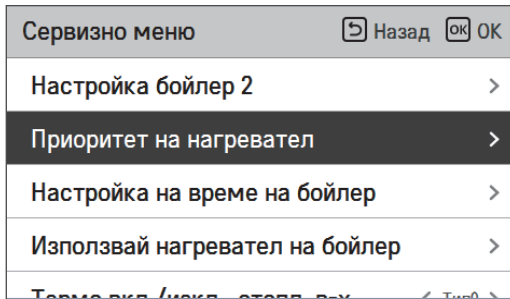 Сервизно меню Назад OK OK
Настройка бойлер 2
Приоритет на нагревател
Настройка на време на бойлер
Използвай нагревател на бойлер